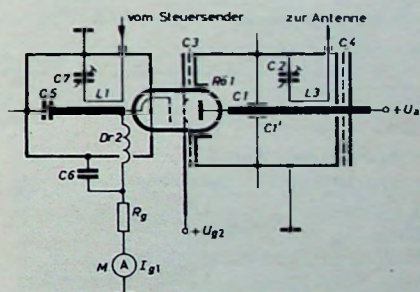 vom Steuersender
zur Antenne
C3
C4
C7
C2
Rö1
C5
L1
C1
L3
+Ua
C1'
Dr2
C6
Rg
+Ug2
M
A
Ig1